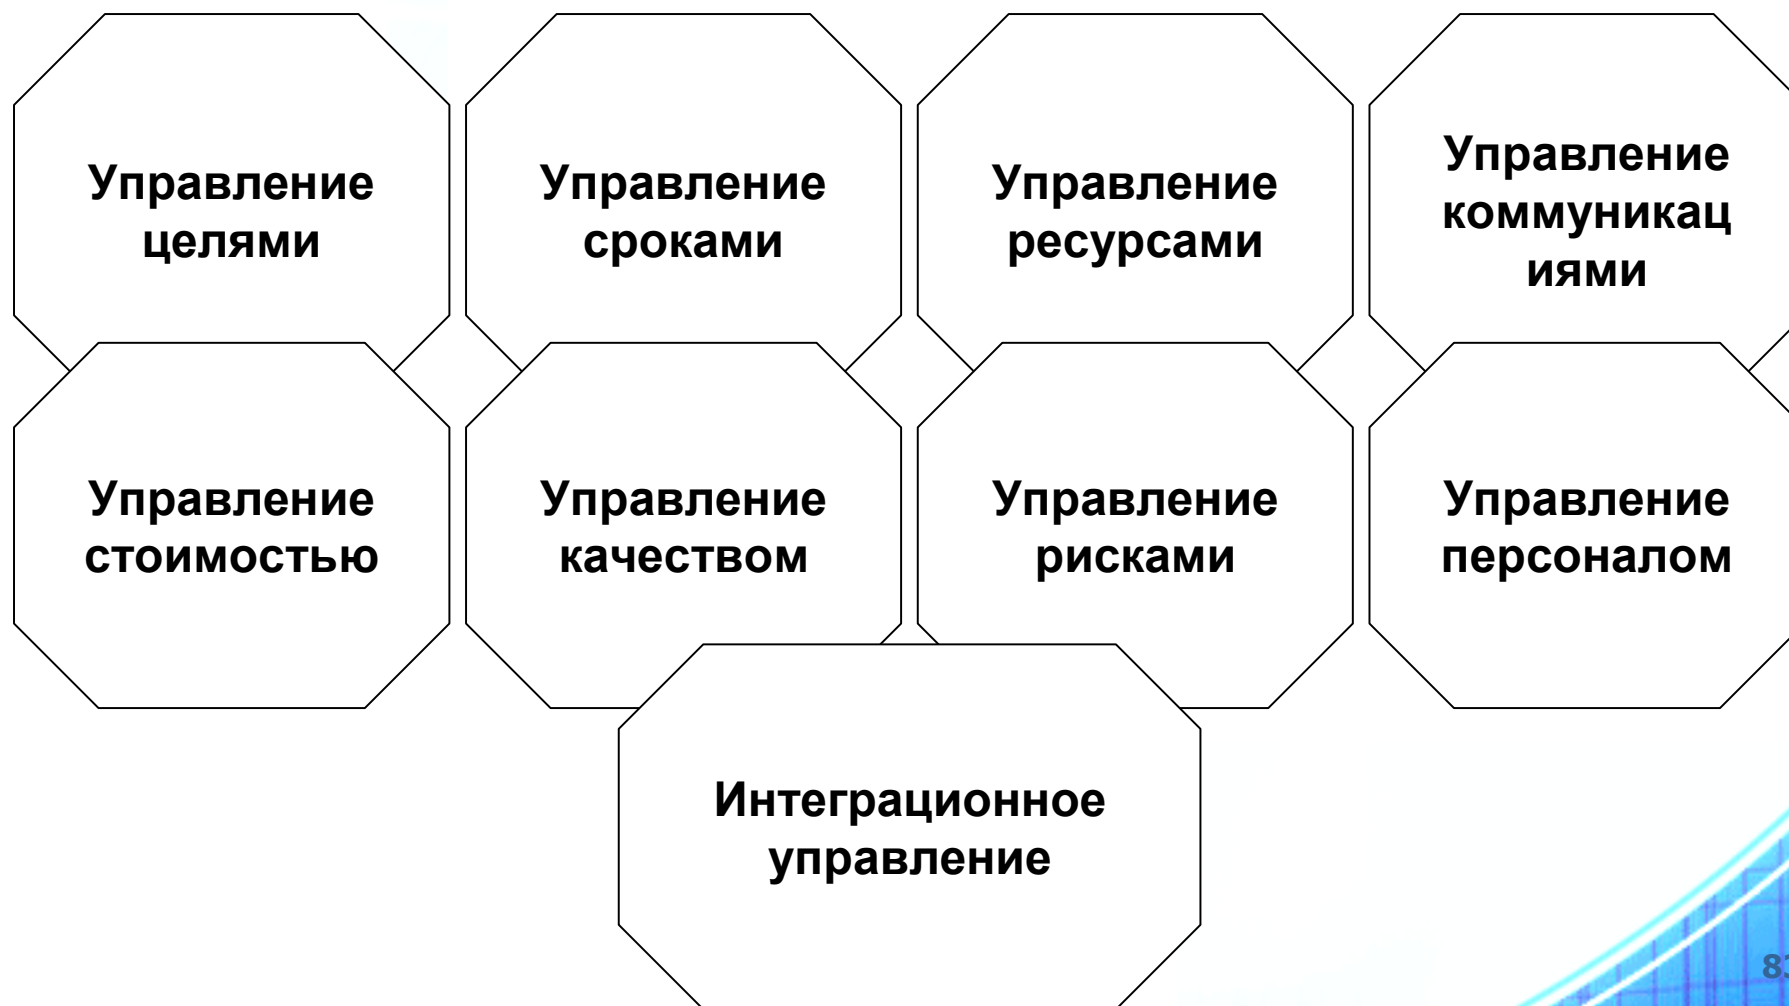 Управление
целями
Управление
сроками
Управление
ресурсами
Управление
коммуникац
иями
Управление
стоимостью
Управление
качеством
Управление
рисками
Управление
персоналом
Интеграционное
управление
83